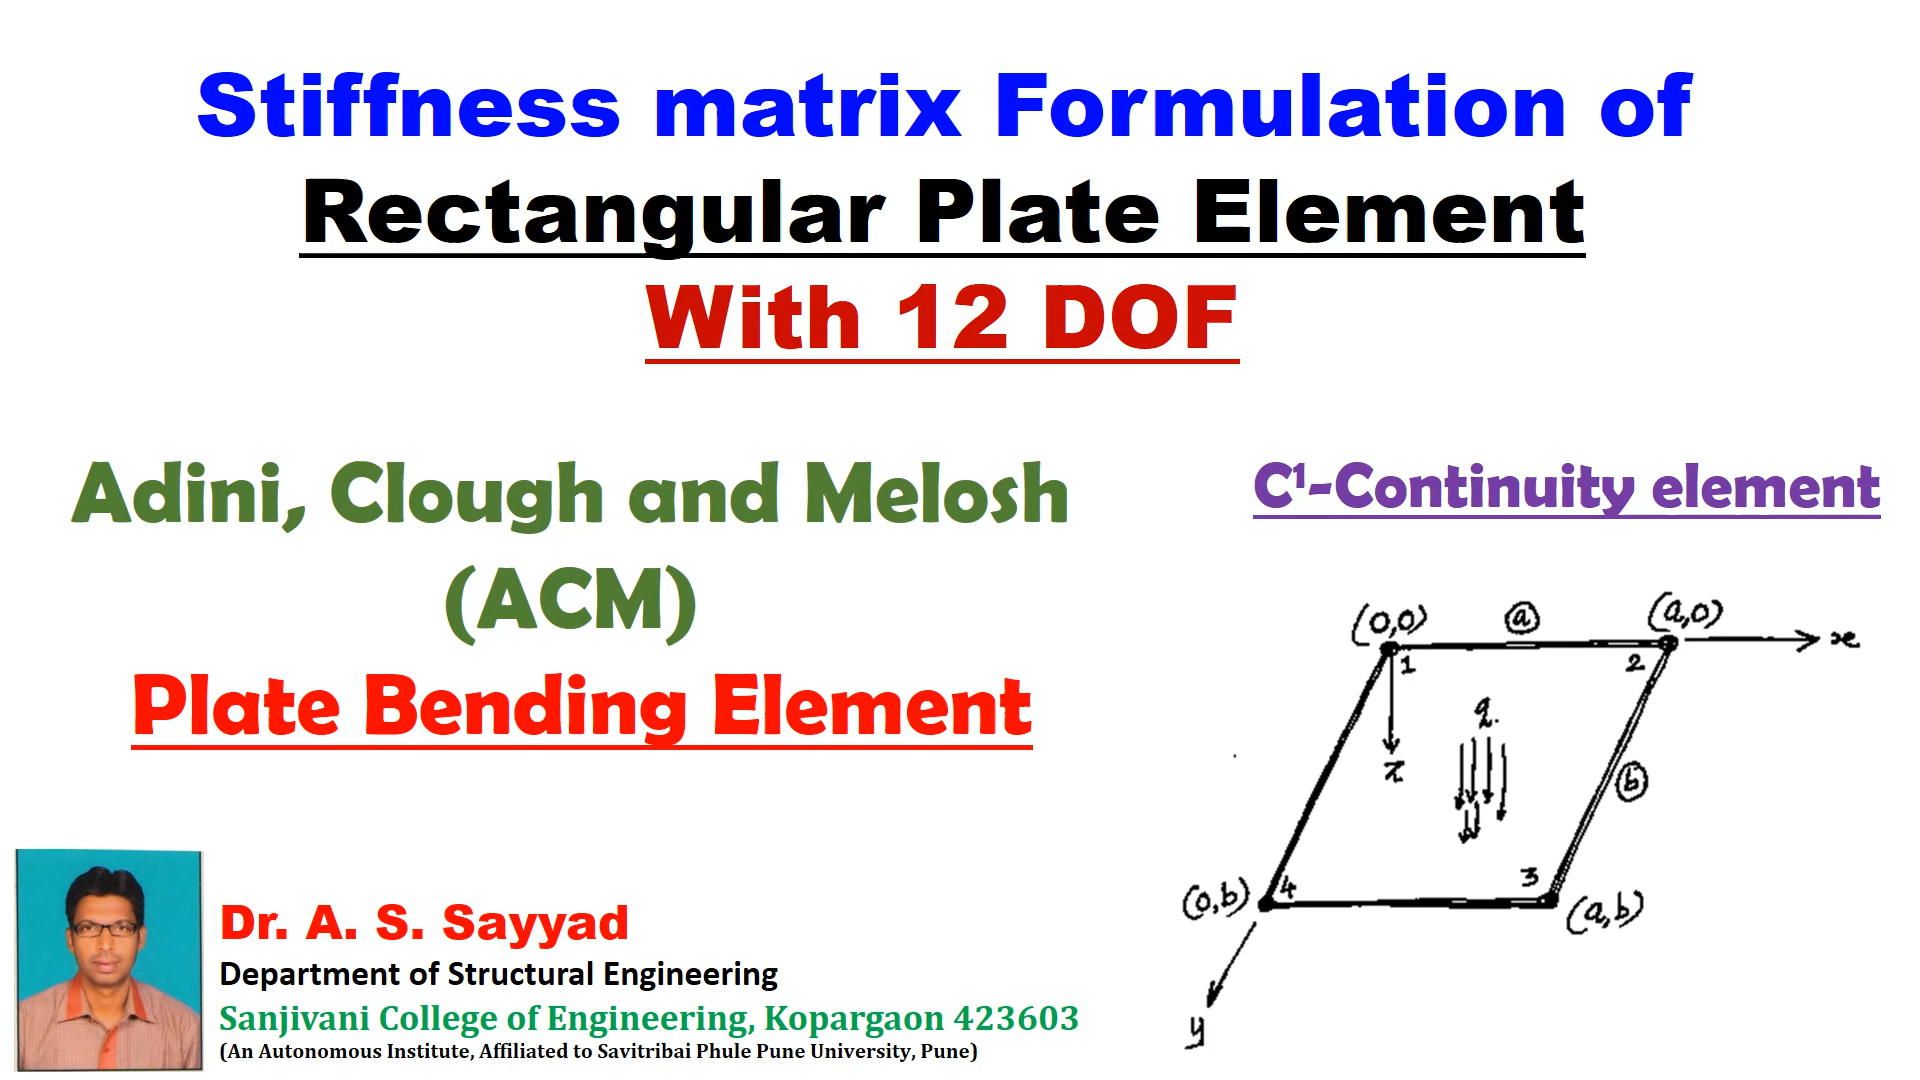 Stiffness matrix Formulation of
Rectangular Plate Element
With 12 DOF
Adini, Clough and Melosh
(ACM)
Plate Bending Element
C¹-Continuity element
(0,0) a (a,0)
x
1 2
q.
z
b
3
(0,b) 4
(a,b)
y
Dr. A. S. Sayyad
Department of Structural Engineering
Sanjivani College of Engineering, Kopargaon 423603
(An Autonomous Institute, Affiliated to Savitribai Phule Pune University, Pune)